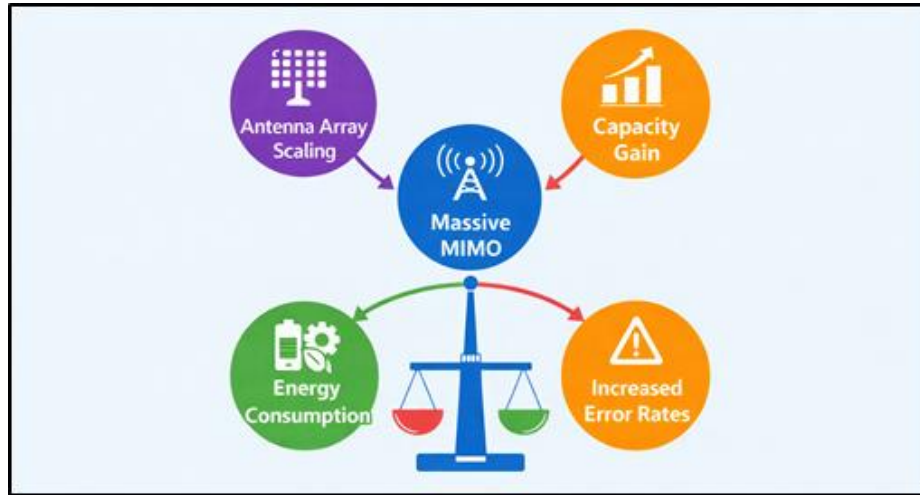 Antenna Array
Scaling
Capacity
Gain
Massive
MIMO
Energy
Consumption
Increased
Error Rates